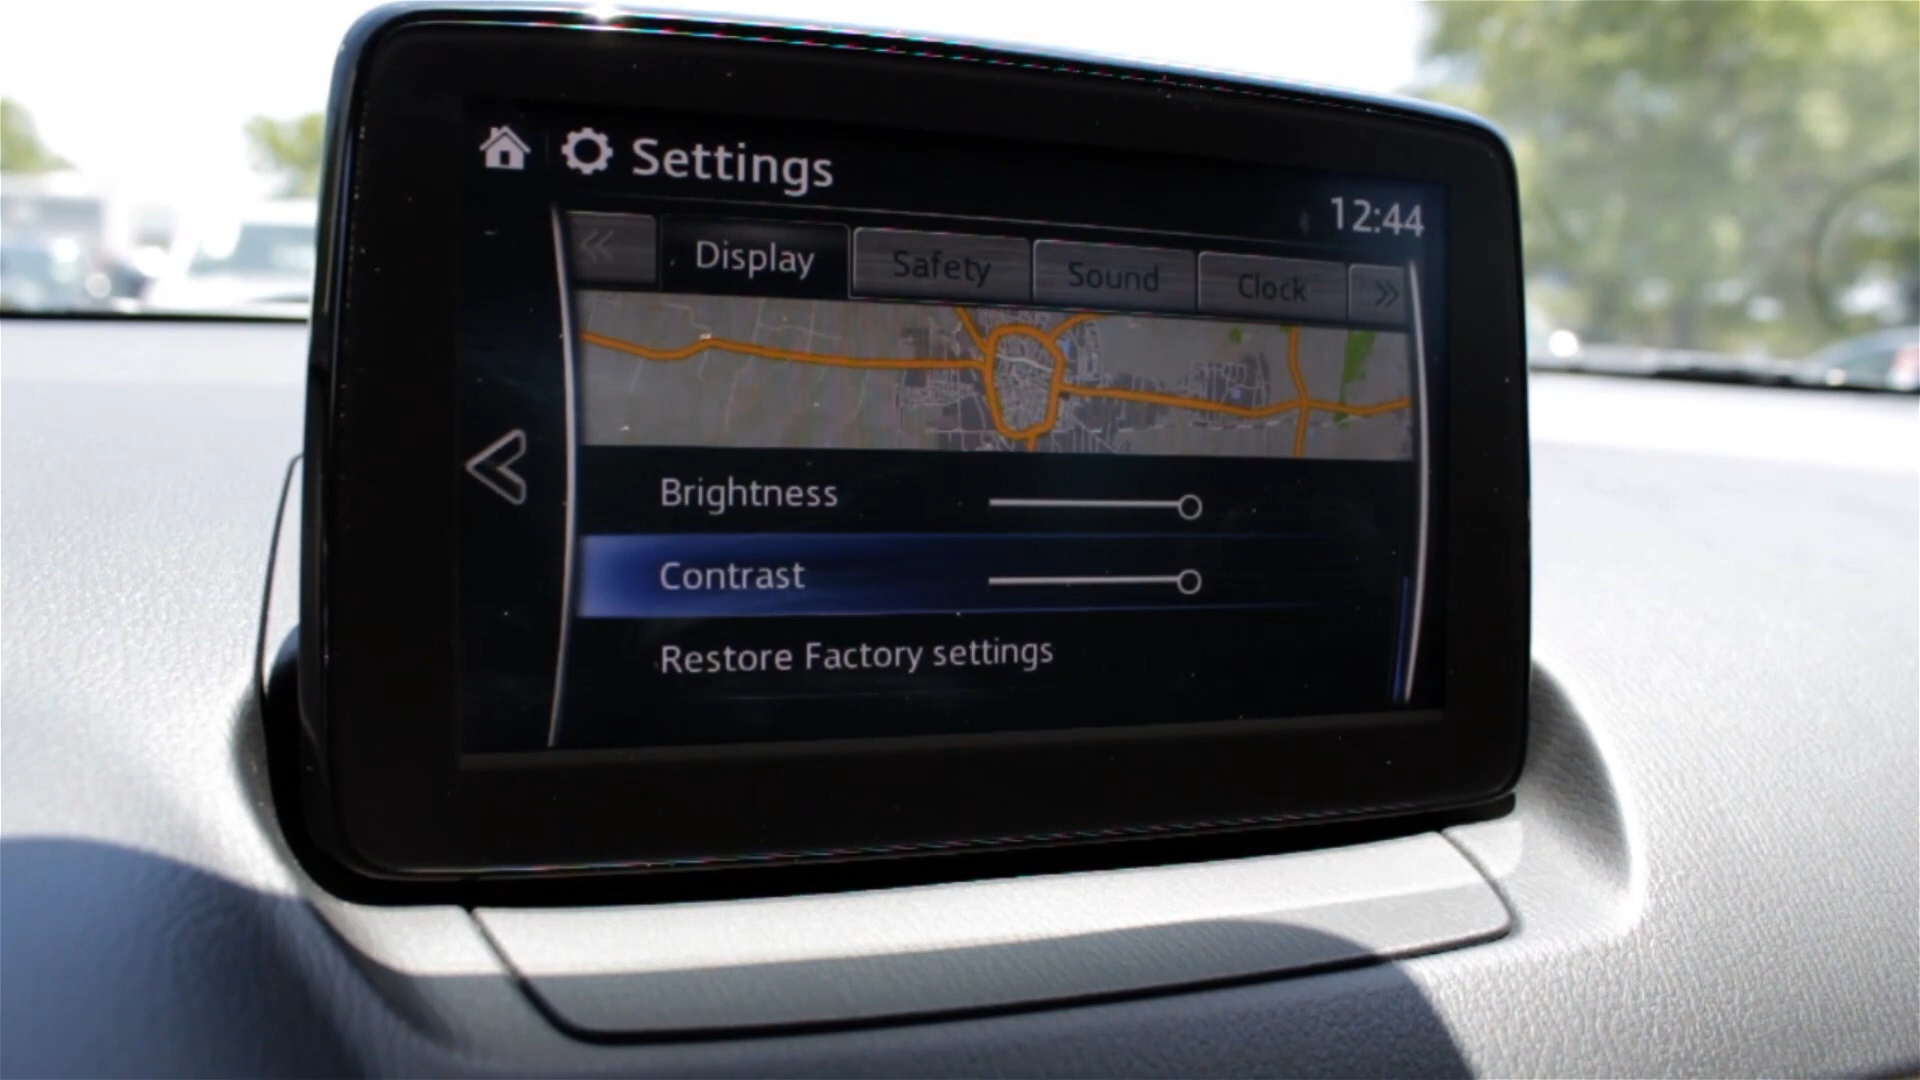 Settings
12:44
Display Safety Sound Clock
Brightness
Contrast
Restore Factory settings